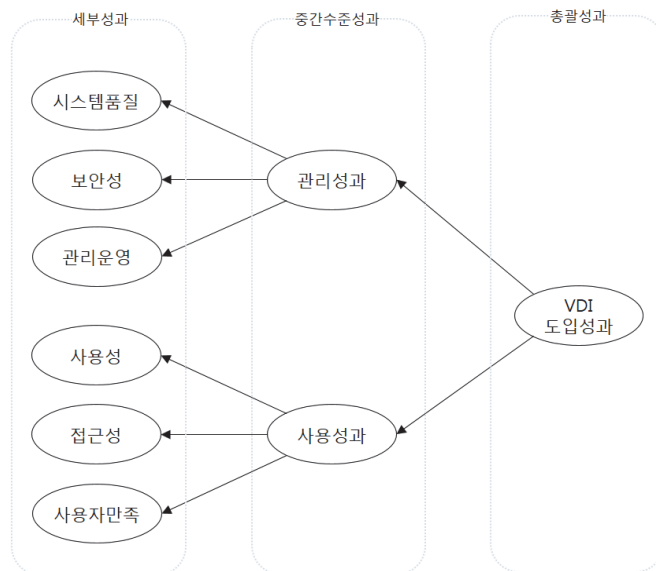 세부성과
중간수준성과
총괄성과
시스템품질
보안성
관리성과
관리운영
VDI
도입성과
사용성
접근성
사용성과
사용자만족